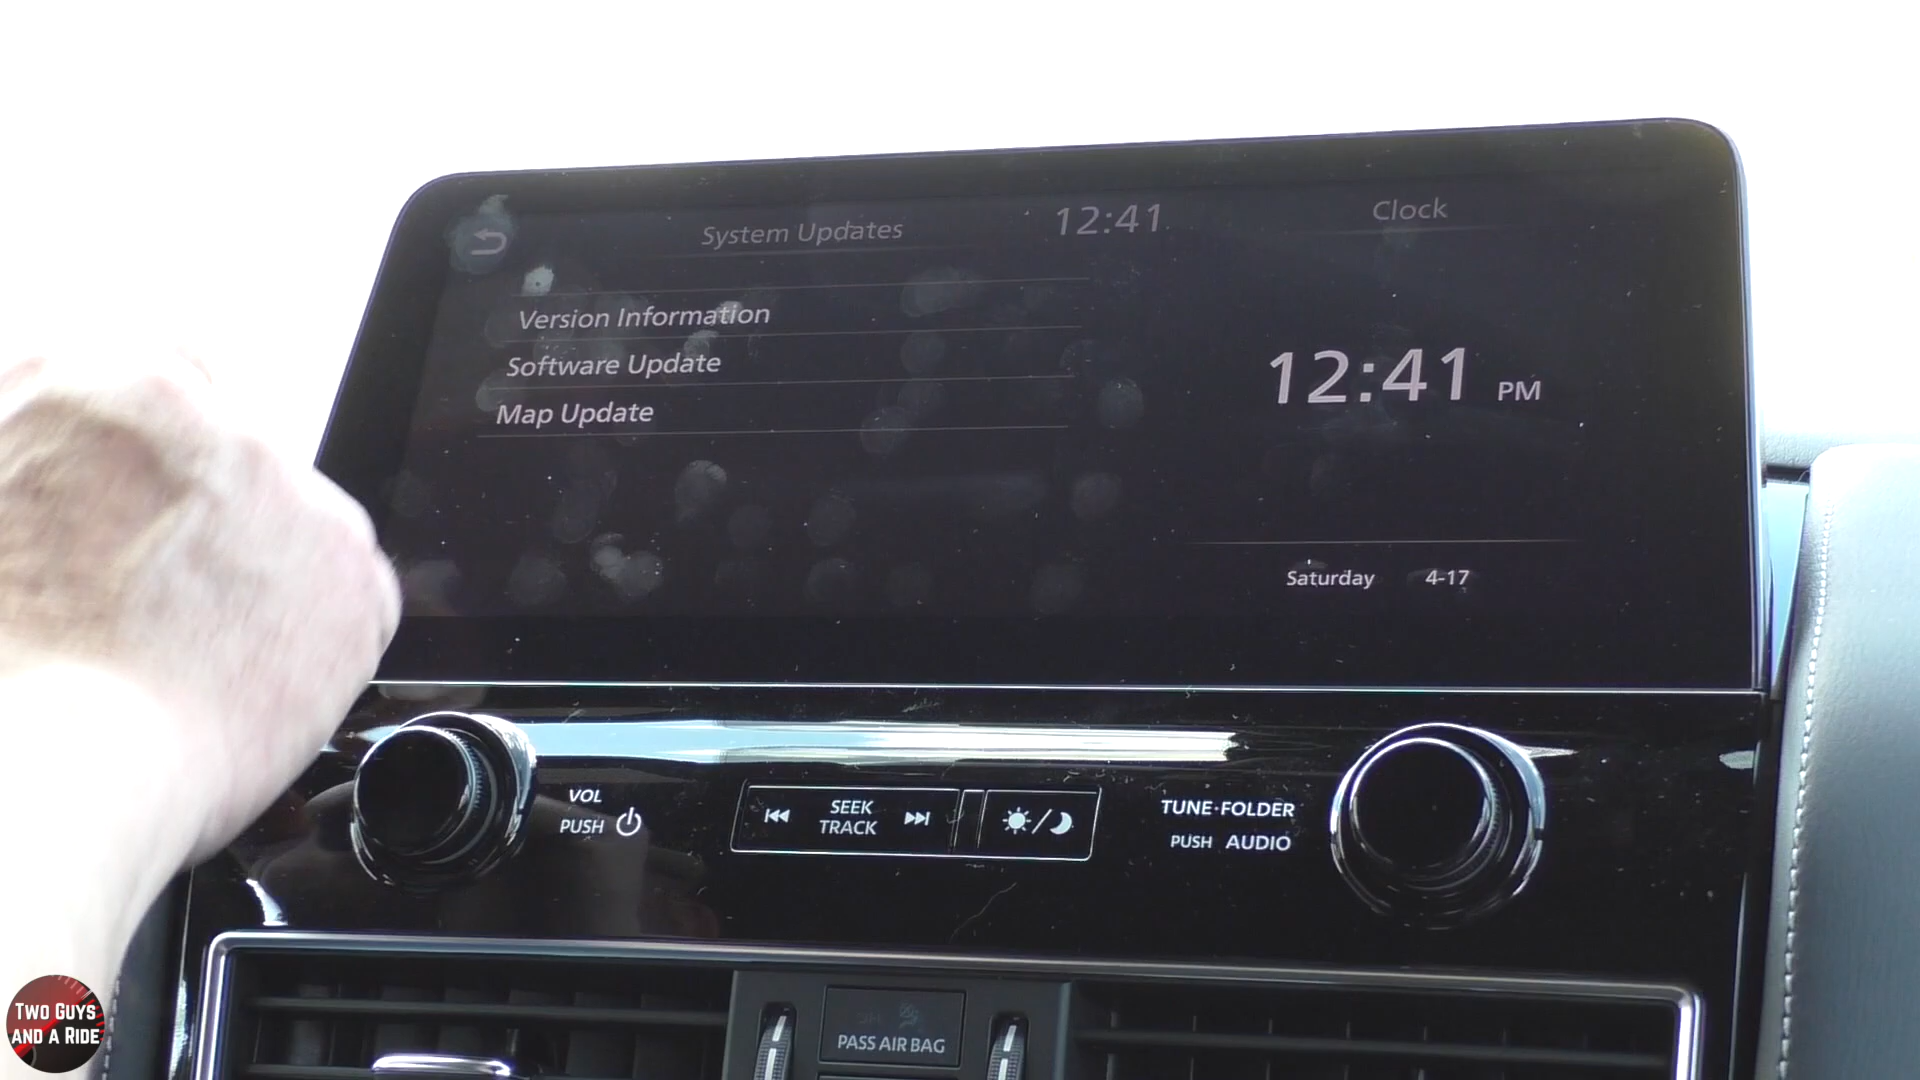 System Updates
12:41
Clock
Version Information
Software Update
Map Update
12:41 PM
Saturday 4-17
VOL
PUSH
SEEK
TRACK
TUNE·FOLDER
PUSH AUDIO
PASS AIR BAG
TWO GUYS
AND A RIDE